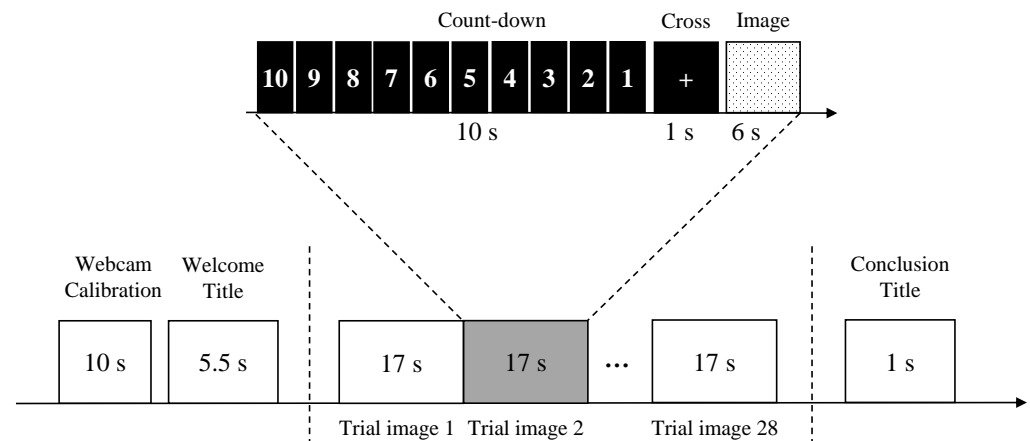 Count-down Cross Image
10 9 8 7 6 5 4 3 2 1 +
10 s 1 s 6 s
Webcam Calibration
Welcome Title
Conclusion Title
10 s 5.5 s 17 s 17 s ... 17 s 1 s
Trial image 1 Trial image 2 Trial image 28